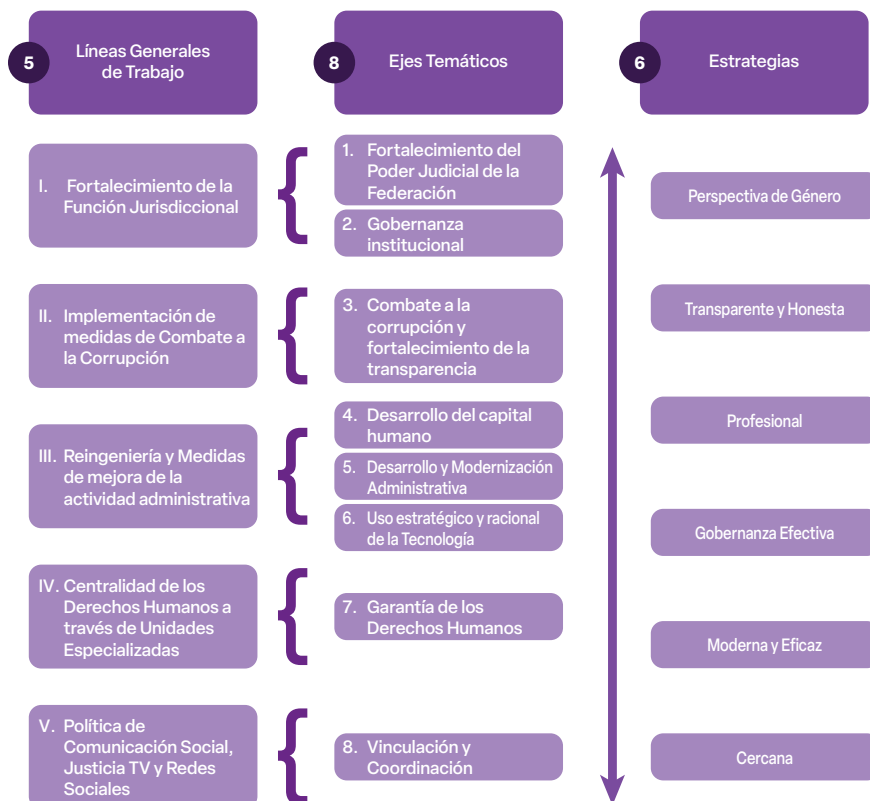 5
Líneas Generales
de Trabajo
8
Ejes Temáticos
6
Estrategias
I. Fortalecimiento de la
Función Jurisdiccional
1. Fortalecimiento del
Poder Judicial de la
Federación
2. Gobernanza
institucional
II. Implementación de
medidas de Combate a
la Corrupción
3. Combate a la
corrupción y
fortalecimiento de la
transparencia
III. Reingeniería y Medidas
de mejora de la
actividad administrativa
4. Desarrollo del capital
humano
5. Desarrollo y Modernización
Administrativa
6. Uso estratégico y racional
de la Tecnología
IV. Centralidad de los
Derechos Humanos a
través de Unidades
Especializadas
7. Garantía de los
Derechos Humanos
V. Política de
Comunicación Social,
Justicia TV y Redes
Sociales
8. Vinculación y
Coordinación
Perspectiva de Género
Transparente y Honesta
Profesional
Gobernanza Efectiva
Moderna y Eficaz
Cercana